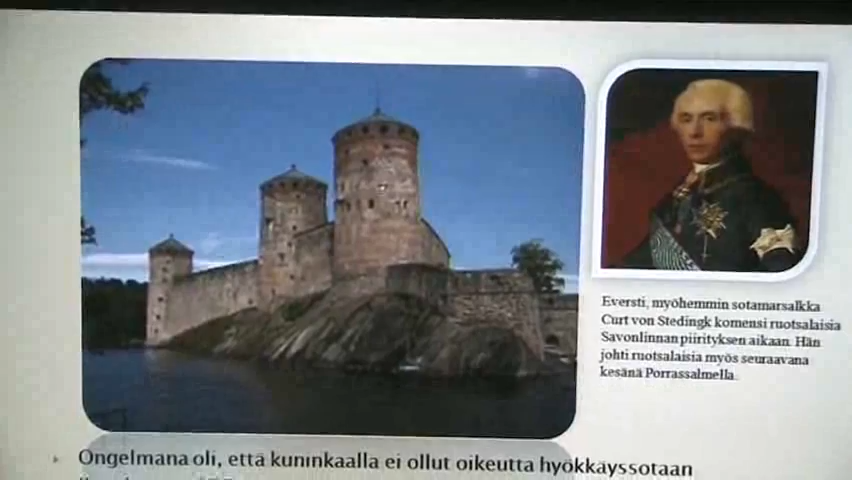 Eversti, myöhemmin sotamarsalkka
Curt von Stedingk komensi ruotsalaisia
Savonlinnan piirityksen aikaan. Hän
johti ruotsalaisia myös seuraavana
kesänä Porrassalmella.
Ongelmana oli, että kuninkaalla ei ollut oikeutta hyökkäyssotaan